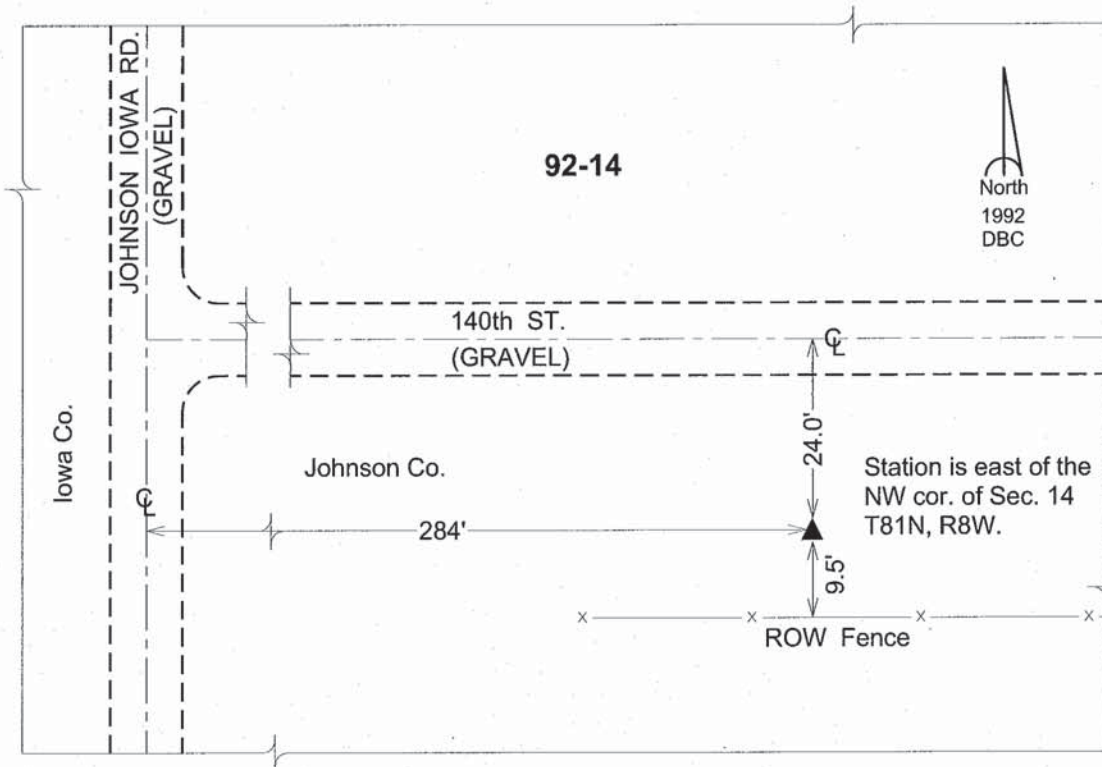 JOHNSON IOWA RD.
(GRAVEL)
92-14
North
1992
DBC
140th ST.
(GRAVEL)
CL
Iowa Co.
Johnson Co.
24.0'
Station is east of the
NW cor. of Sec. 14
T81N, R8W.
CL
284'
9.5'
x x x x
ROW Fence